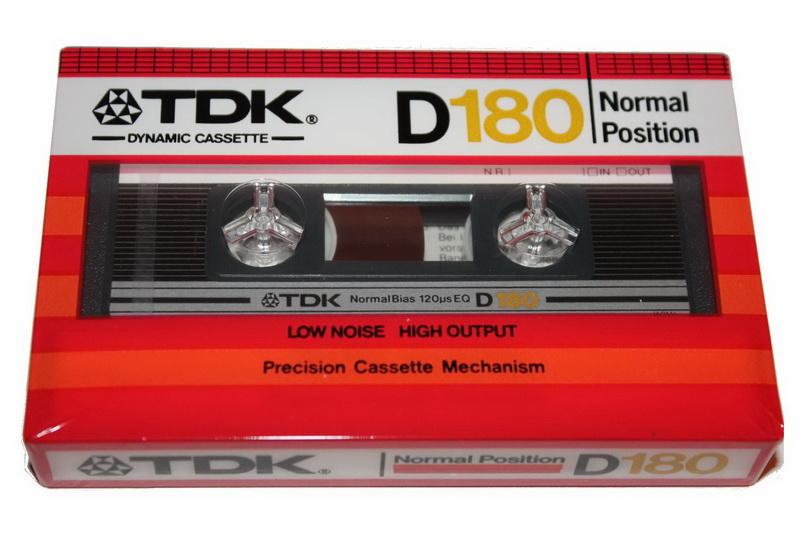 TDK®
DYNAMIC CASSETTE
D180
Normal
Position
N R
IN OUT
TDK NormalBias 120μs EQ D180
LOW NOISE HIGH OUTPUT
Precision Cassette Mechanism
TDK® Normal Position D180